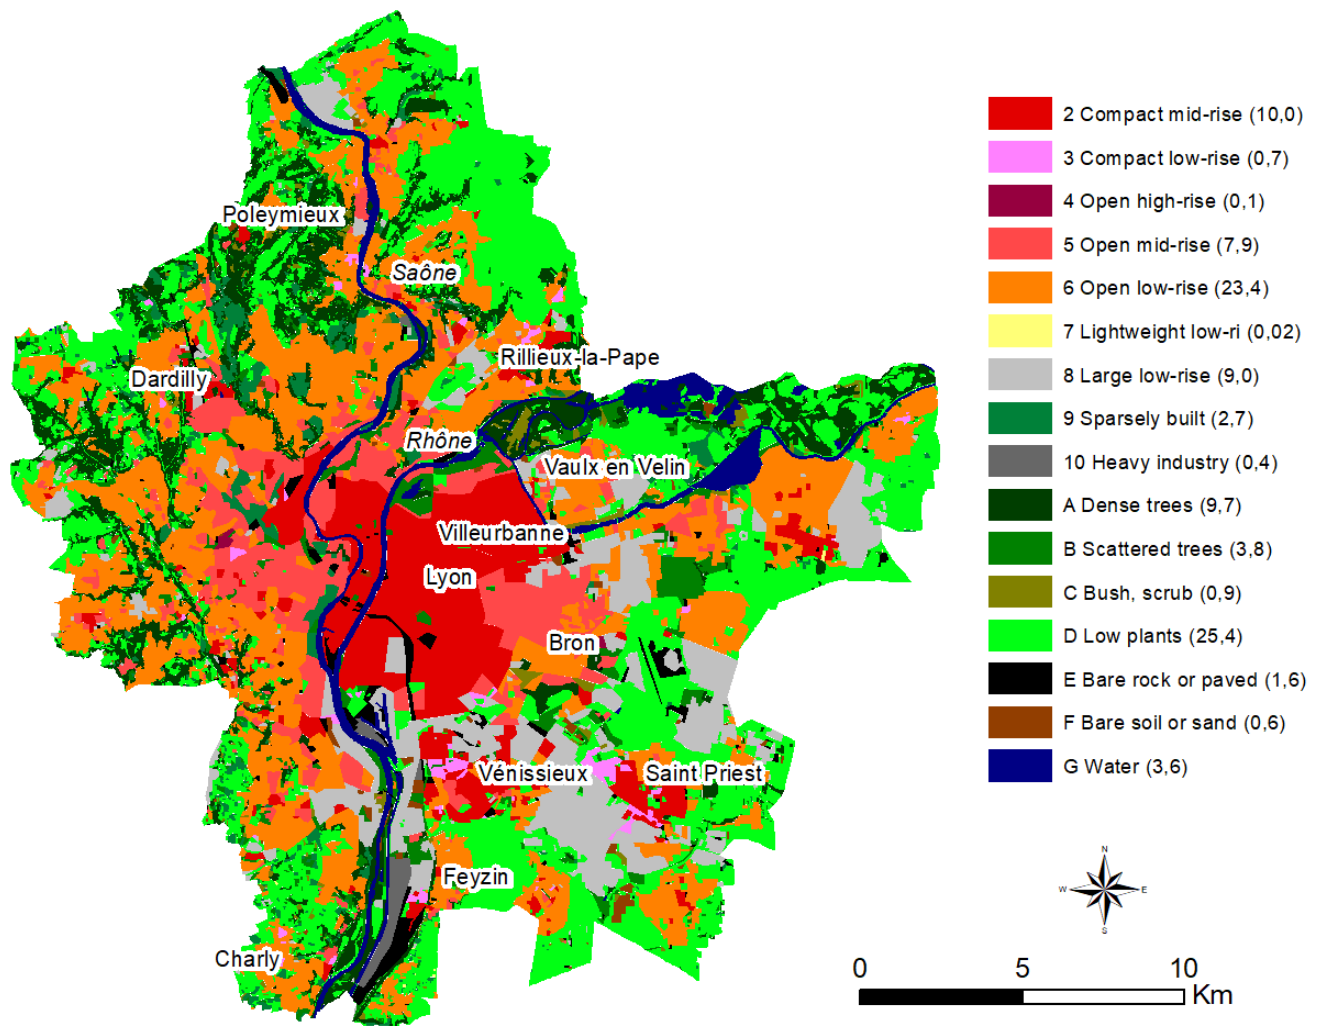 Poleymieux
Saône
Rillieux-la-Pape
Dardilly
Rhône
Vaulx en Velin
Villeurbanne
Lyon
Bron
Vénissieux
Saint Priest
Feyzin
Charly
2 Compact mid-rise (10,0)
3 Compact low-rise (0,7)
4 Open high-rise (0,1)
5 Open mid-rise (7,9)
6 Open low-rise (23,4)
7 Lightweight low-ri (0,02)
8 Large low-rise (9,0)
9 Sparsely built (2,7)
10 Heavy industry (0,4)
A Dense trees (9,7)
B Scattered trees (3,8)
C Bush, scrub (0,9)
D Low plants (25,4)
E Bare rock or paved (1,6)
F Bare soil or sand (0,6)
G Water (3,6)
N
W E
S
0 5 10
Km